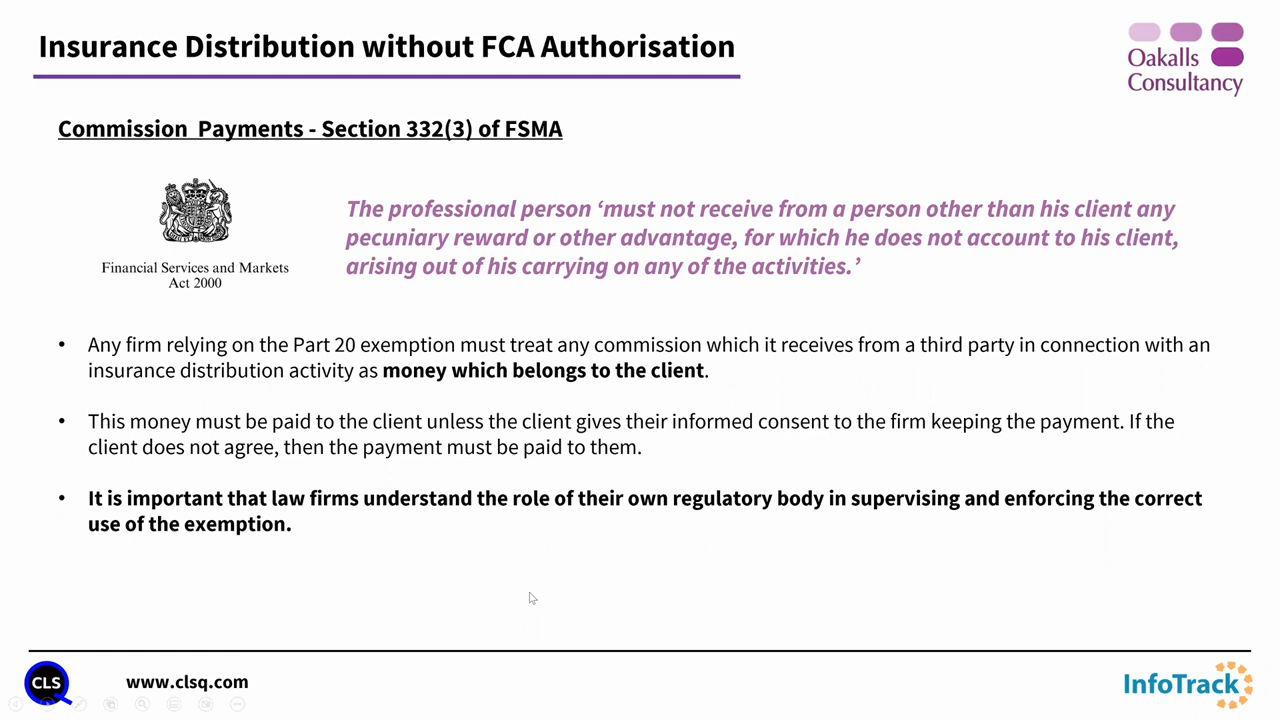 Insurance Distribution without FCA Authorisation
Oakalls
Consultancy
Commission  Payments - Section 332(3) of FSMA
Financial Services and Markets
Act 2000
The professional person ‘must not receive from a person other than his client any
pecuniary reward or other advantage, for which he does not account to his client,
arising out of his carrying on any of the activities.’
• Any firm relying on the Part 20 exemption must treat any commission which it receives from a third party in connection with an
insurance distribution activity as money which belongs to the client.
• This money must be paid to the client unless the client gives their informed consent to the firm keeping the payment. If the
client does not agree, then the payment must be paid to them.
• It is important that law firms understand the role of their own regulatory body in supervising and enforcing the correct
use of the exemption.
CLS
www.clsq.com
InfoTrack